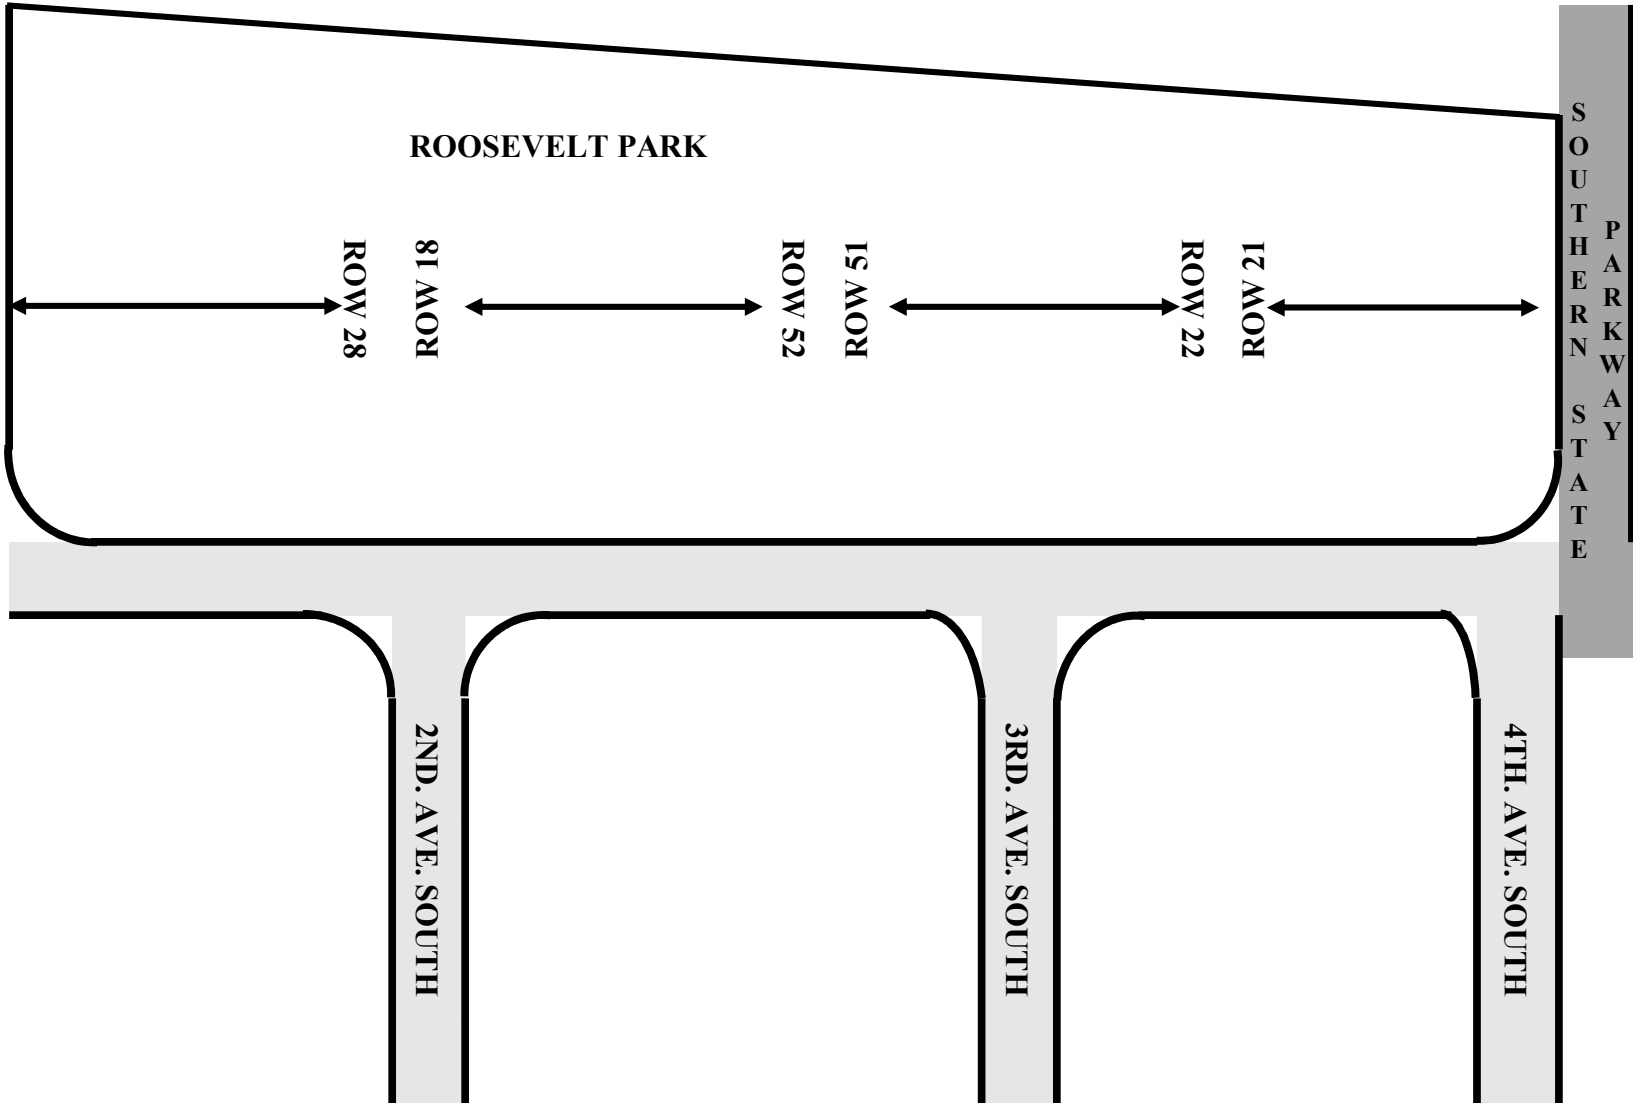 ROOSEVELT PARK
ROW 28
ROW 18
ROW 52
ROW 51
ROW 22
ROW 21
SOUTHERN STATE
PARKWAY
2ND. AVE. SOUTH
3RD. AVE. SOUTH
4TH. AVE. SOUTH